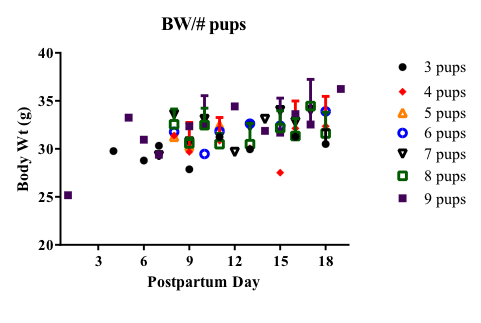 BW/# pups
40
35
30
25
20
Body Wt (g)
3 6 9 12 15 18
Postpartum Day
3 pups
4 pups
5 pups
6 pups
7 pups
8 pups
9 pups